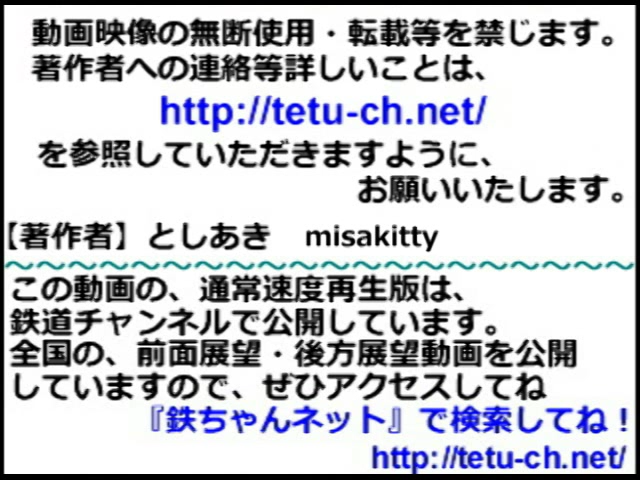 動画映像の無断使用・転載等を禁じます。
著作者への連絡等詳しいことは、
http://tetu-ch.net/
を参照していただきますように、
お願いいたします。
【著作者】としあき　misakitty
～～～～～～～～～～～～～～～～～～～～～～
この動画の、通常速度再生版は、
鉄道チャンネルで公開しています。
全国の、前面展望・後方展望動画を公開
していますので、ぜひアクセスしてね
『鉄ちゃんネット』で検索してね！
http://tetu-ch.net/